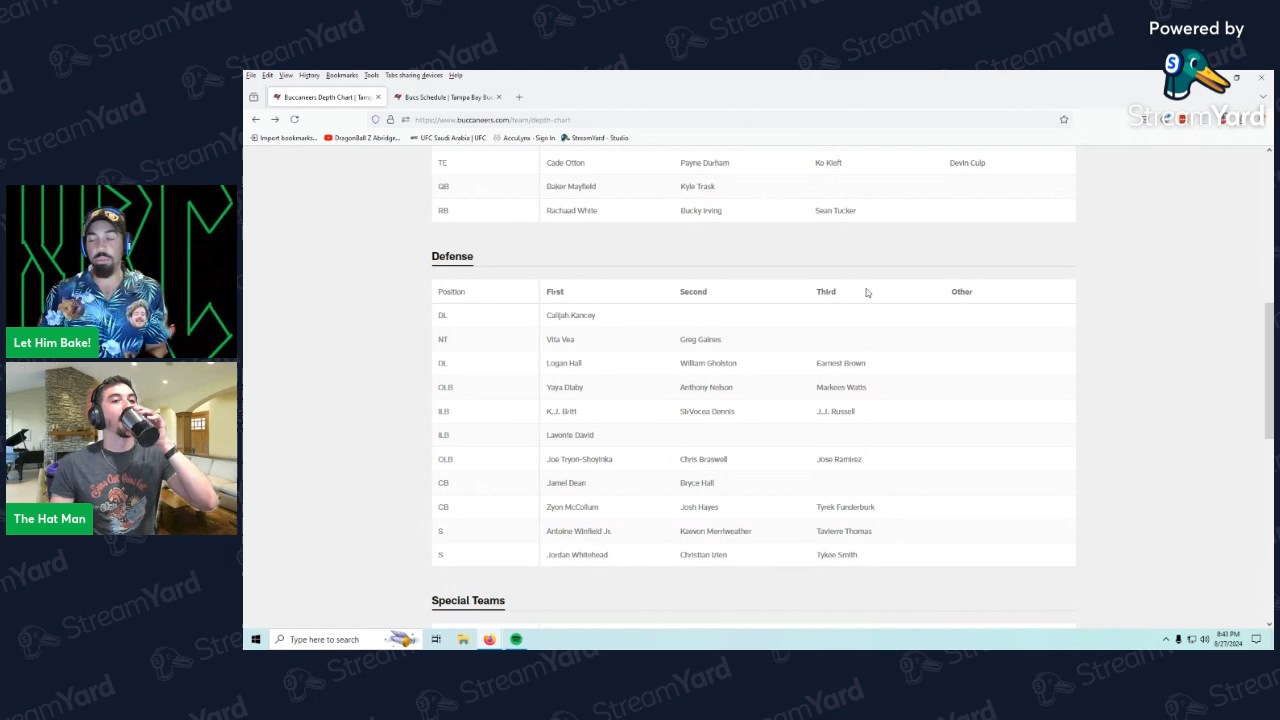 Powered by
StreamYard
File Edit View History Bookmarks Tools Tabs sharing devices Help
Buccaneers Depth Chart | Tam
Bucs Schedule | Tampa Bay Buc
https://www.buccaneers.com/team/depth-chart
Import bookmarks... DragonBall Z Abridge... UFC Saudi Arabia | UFC AccuLynx - Sign In StreamYard - Studio
TE Cade Otton Payne Durham Ko Kieft Devin Culp
QB Baker Mayfield Kyle Trask
RB Rachaad White Bucky Irving Sean Tucker
Defense
Position First Second Third Other
DL Calijah Kancey
NT Vita Vea Greg Gaines
DL Logan Hall William Gholston Earnest Brown
OLB Yaya Diaby Anthony Nelson Markees Watts
ILB K.J. Britt SirVocea Dennis J.J. Russell
ILB Lavonte David
OLB Joe Tryon-Shoyinka Chris Braswell Jose Ramirez
CB Jamel Dean Bryce Hall
CB Zyon McCollum Josh Hayes Tyrek Funderburk
S Antoine Winfield Jr. Kaevon Merriweather Tavierre Thomas
S Jordan Whitehead Christian Izien Tykee Smith
Special Teams
Type here to search
8:43 PM
8/27/2024
Let Him Bake!
The Hat Man